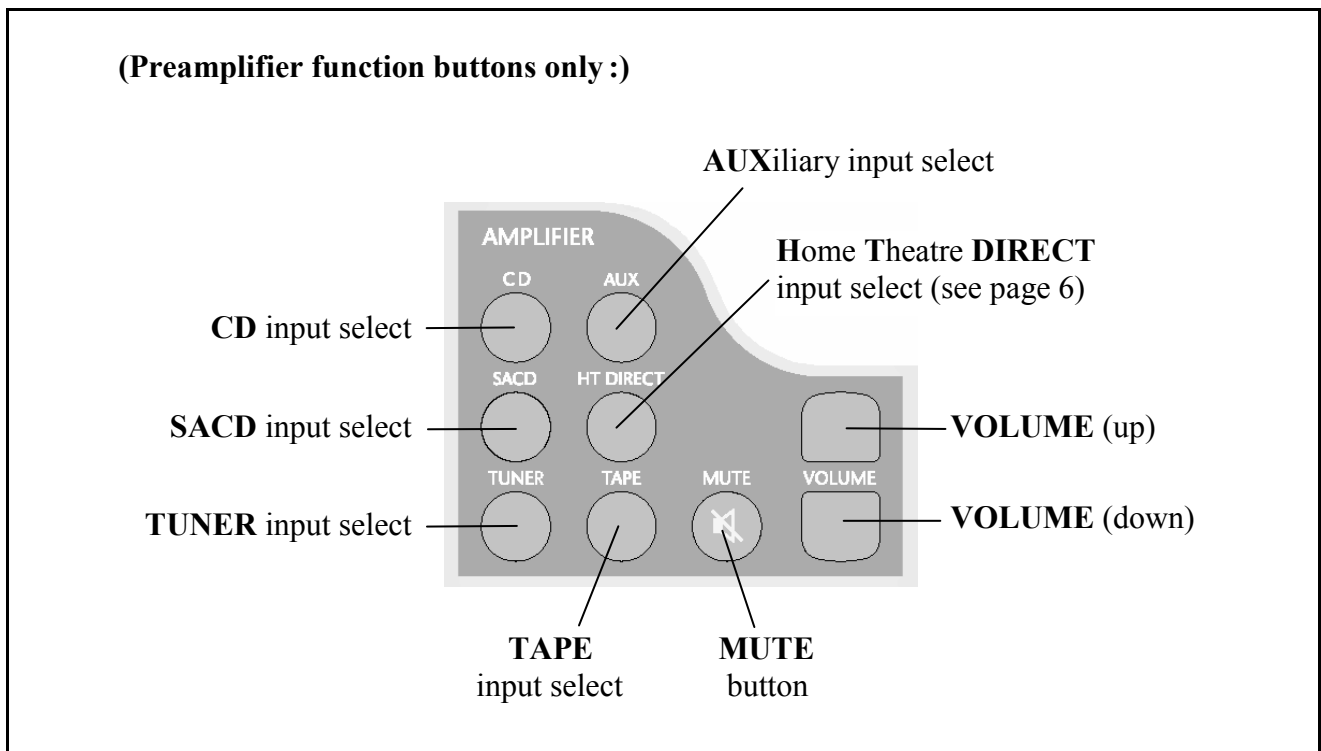 (Preamplifier function buttons only :)
AUXiliary input select
Home Theatre DIRECT
input select (see page 6)
AMPLIFIER
CD AUX
CD input select
SACD HT DIRECT
SACD input select
VOLUME (up)
TUNER TAPE MUTE VOLUME
TUNER input select
VOLUME (down)
TAPE
input select
MUTE
button